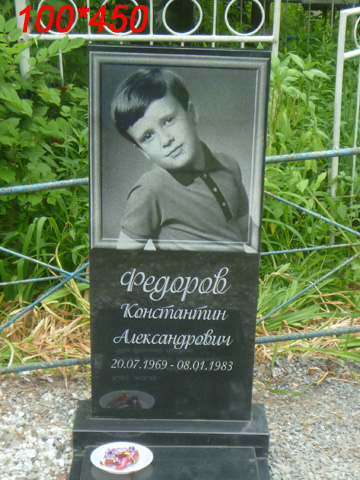 100*450
Федоров
Константин
Александрович
20.07.1969 - 08.01.1983